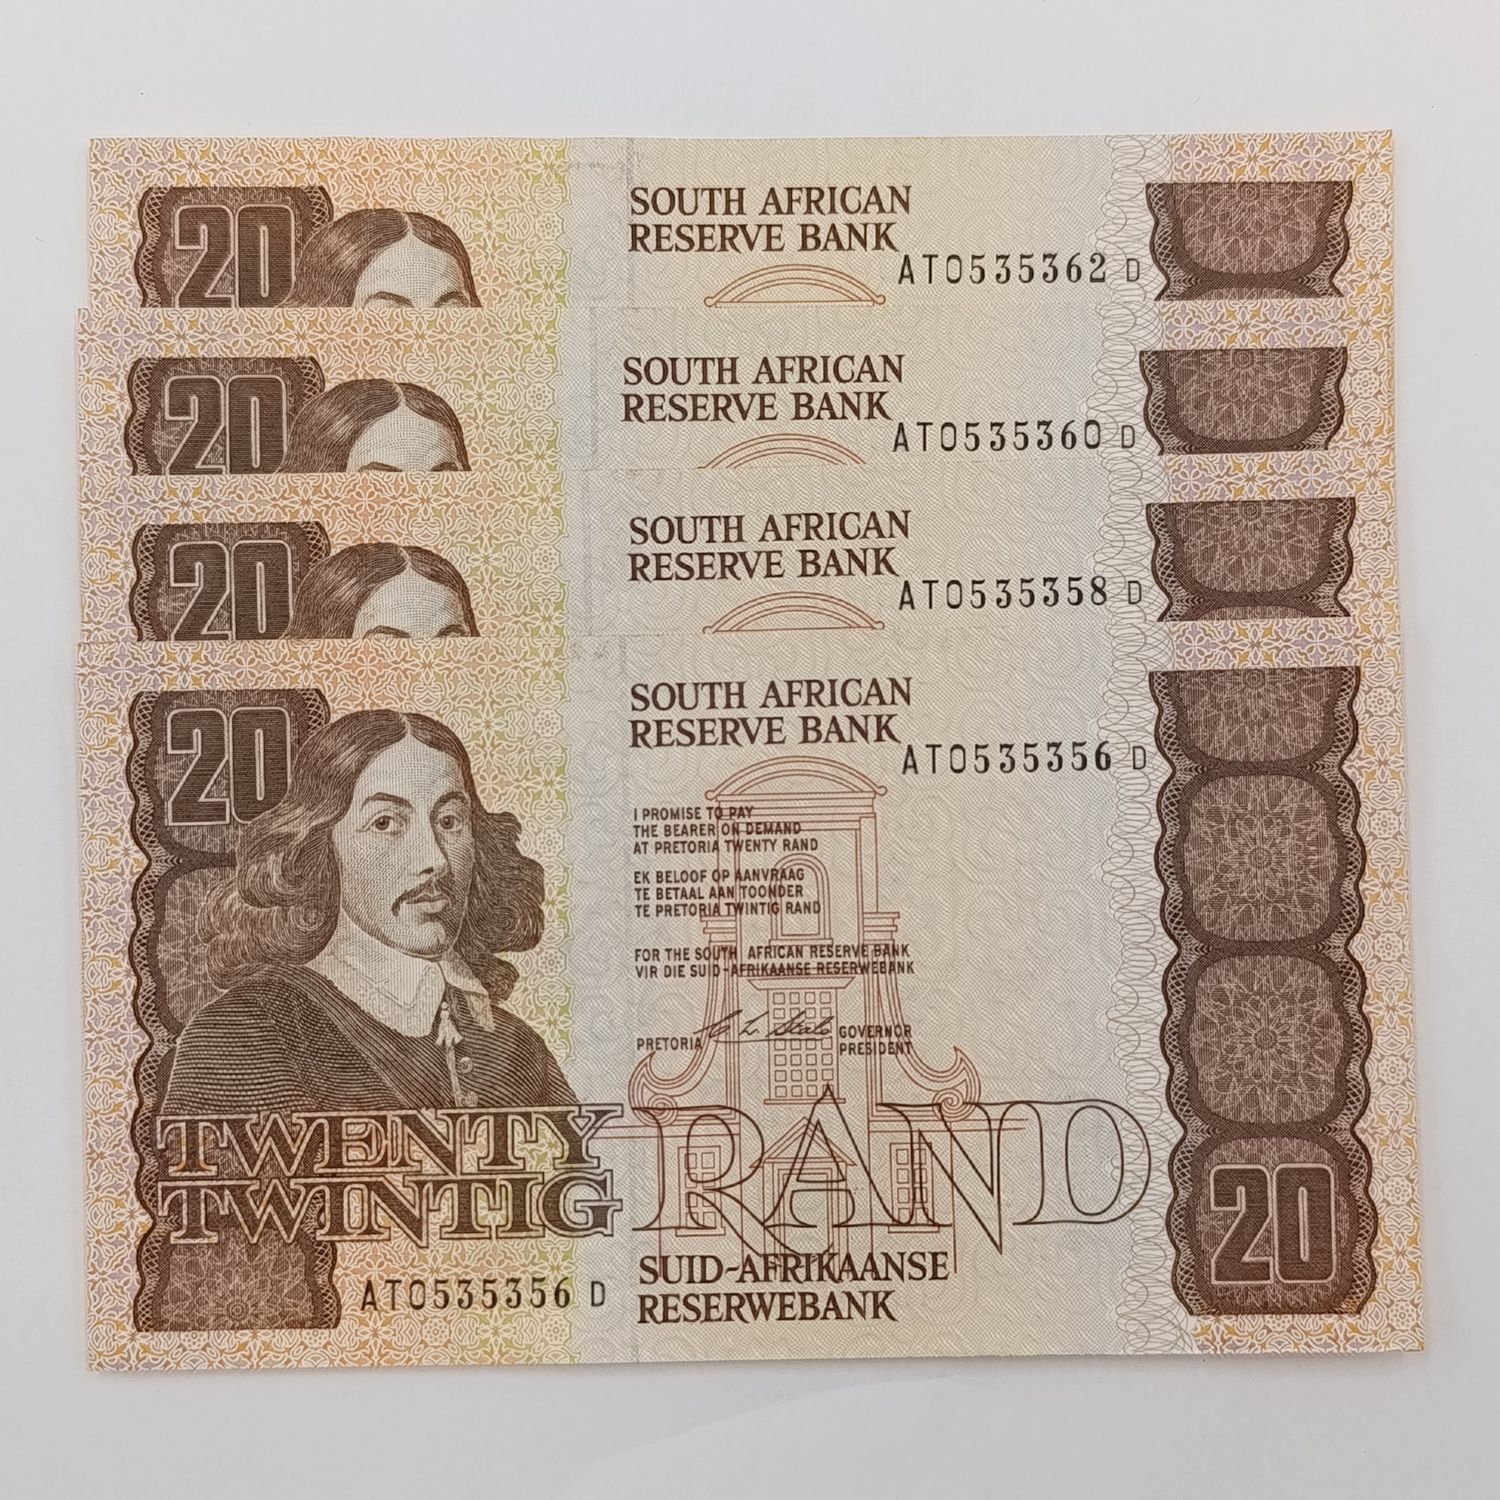 20
SOUTH AFRICAN
RESERVE BANK
AT0535362 D
20
SOUTH AFRICAN
RESERVE BANK
AT0535360 D
20
SOUTH AFRICAN
RESERVE BANK
AT0535358 D
20
SOUTH AFRICAN
RESERVE BANK
AT0535356 D
I PROMISE TO PAY
THE BEARER ON DEMAND
AT PRETORIA TWENTY RAND
EK BELOOF OP AANVRAAG
TE BETAAL AAN TOONDER
TE PRETORIA TWINTIG RAND
FOR THE SOUTH AFRICAN RESERVE BANK
VIR DIE SUID-AFRIKAANSE RESERWEBANK
PRETORIA
GOVERNOR
PRESIDENT
TWENTY
TWINTIG
RAND
20
AT0535356 D
SUID-AFRIKAANSE
RESERWEBANK